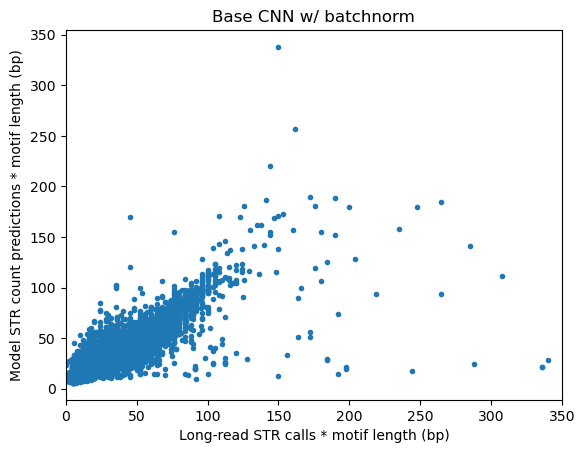 Base CNN w/ batchnorm
Model STR count predictions * motif length (bp)
350
300
250
200
150
100
50
0
0 50 100 150 200 250 300 350
Long-read STR calls * motif length (bp)